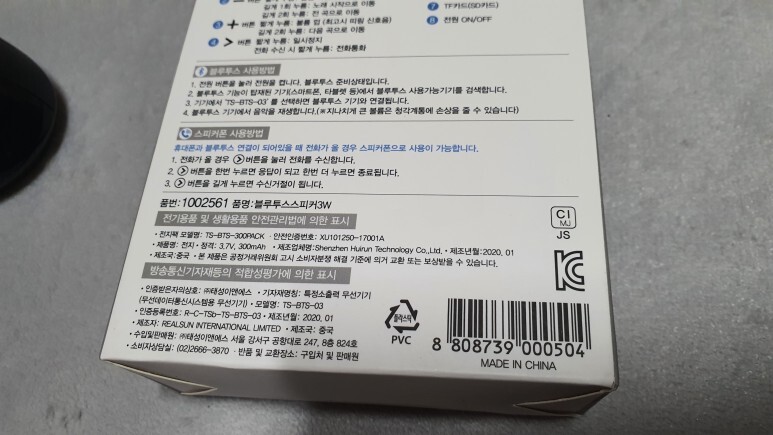 길게 1회 누름: 노래 시작으로 이동
길게 2회 누름: 전 곡으로 이동
③ + 버튼 짧게 누름: 볼륨 업 (최고시 띠링 신호음)
길게 2회 누름: 다음 곡으로 이동
④ > 버튼 짧게 누름: 일시정지
전화 수신 시 짧게 누름: 전화통화
⑦ TF카드(SD카드)
⑧ 전원 ON/OFF
블루투스 사용방법
1. 전원 버튼을 눌러 전원을 켭니다. 블루투스 준비상태입니다.
2. 블루투스 기능이 탑재된 기기(스마트폰, 타블렛 등)에서 블루투스 사용가능기기를 검색합니다.
3. 기기에서 'TS-BTS-03' 를 선택하면 블루투스 기기와 연결됩니다.
4. 블루투스 기기에서 음악을 재생합니다.(※지나치게 큰 볼륨은 청각계통에 손상을 줄 수 있습니다)
스피커폰 사용방법
휴대폰과 블루투스 연결이 되어있을 때 전화가 올 경우 스피커폰으로 사용이 가능합니다.
1. 전화가 올 경우 > 버튼을 눌러 전화를 수신합니다.
2. > 버튼을 한번 누르면 응답이 되고 한번 더 누르면 종료됩니다.
3. > 버튼을 길게 누르면 수신거절이 됩니다.
품번:1002561 품명:블루투스스피커3W
전기용품 및 생활용품 안전관리법에 의한 표시
• 전지팩 모델명: TS-BTS-300PACK · 안전인증번호: XU101250-17001A
• 제품명: 전지 • 정격: 3.7V, 300mAh • 제조업체명:Shenzhen Huirun Technology Co.,Ltd. • 제조년월:2020. 01
• 제조국:중국 • 본 제품은 공정거래위원회 고시 소비자분쟁 해결 기준에 의거 교환 또는 보상받을 수 있습니다.
방송통신기자재등의 적합성평가에 의한 표시
• 인증받은자의상호: ㈜태성이앤에스 • 기자재명칭: 특정소출력 무선기기
(무선데이터통신시스템용 무선기기) • 모델명: TS-BTS-03
• 인증등록번호: R-C-TSb-TS-BTS-03 • 제조년월: 2020. 01
• 제조자: REALSUN INTERNATIONAL LIMITED • 제조국: 중국
• 수입및판매원: ㈜태성이앤에스 서울 강서구 공항대로 247, 8층 824호
• 소비자상담실: (02)2666-3870 · 반품 및 교환장소: 구입처 및 판매원
CI
MJ
JS
플라스틱
PVC
8 808739 000504
MADE IN CHINA